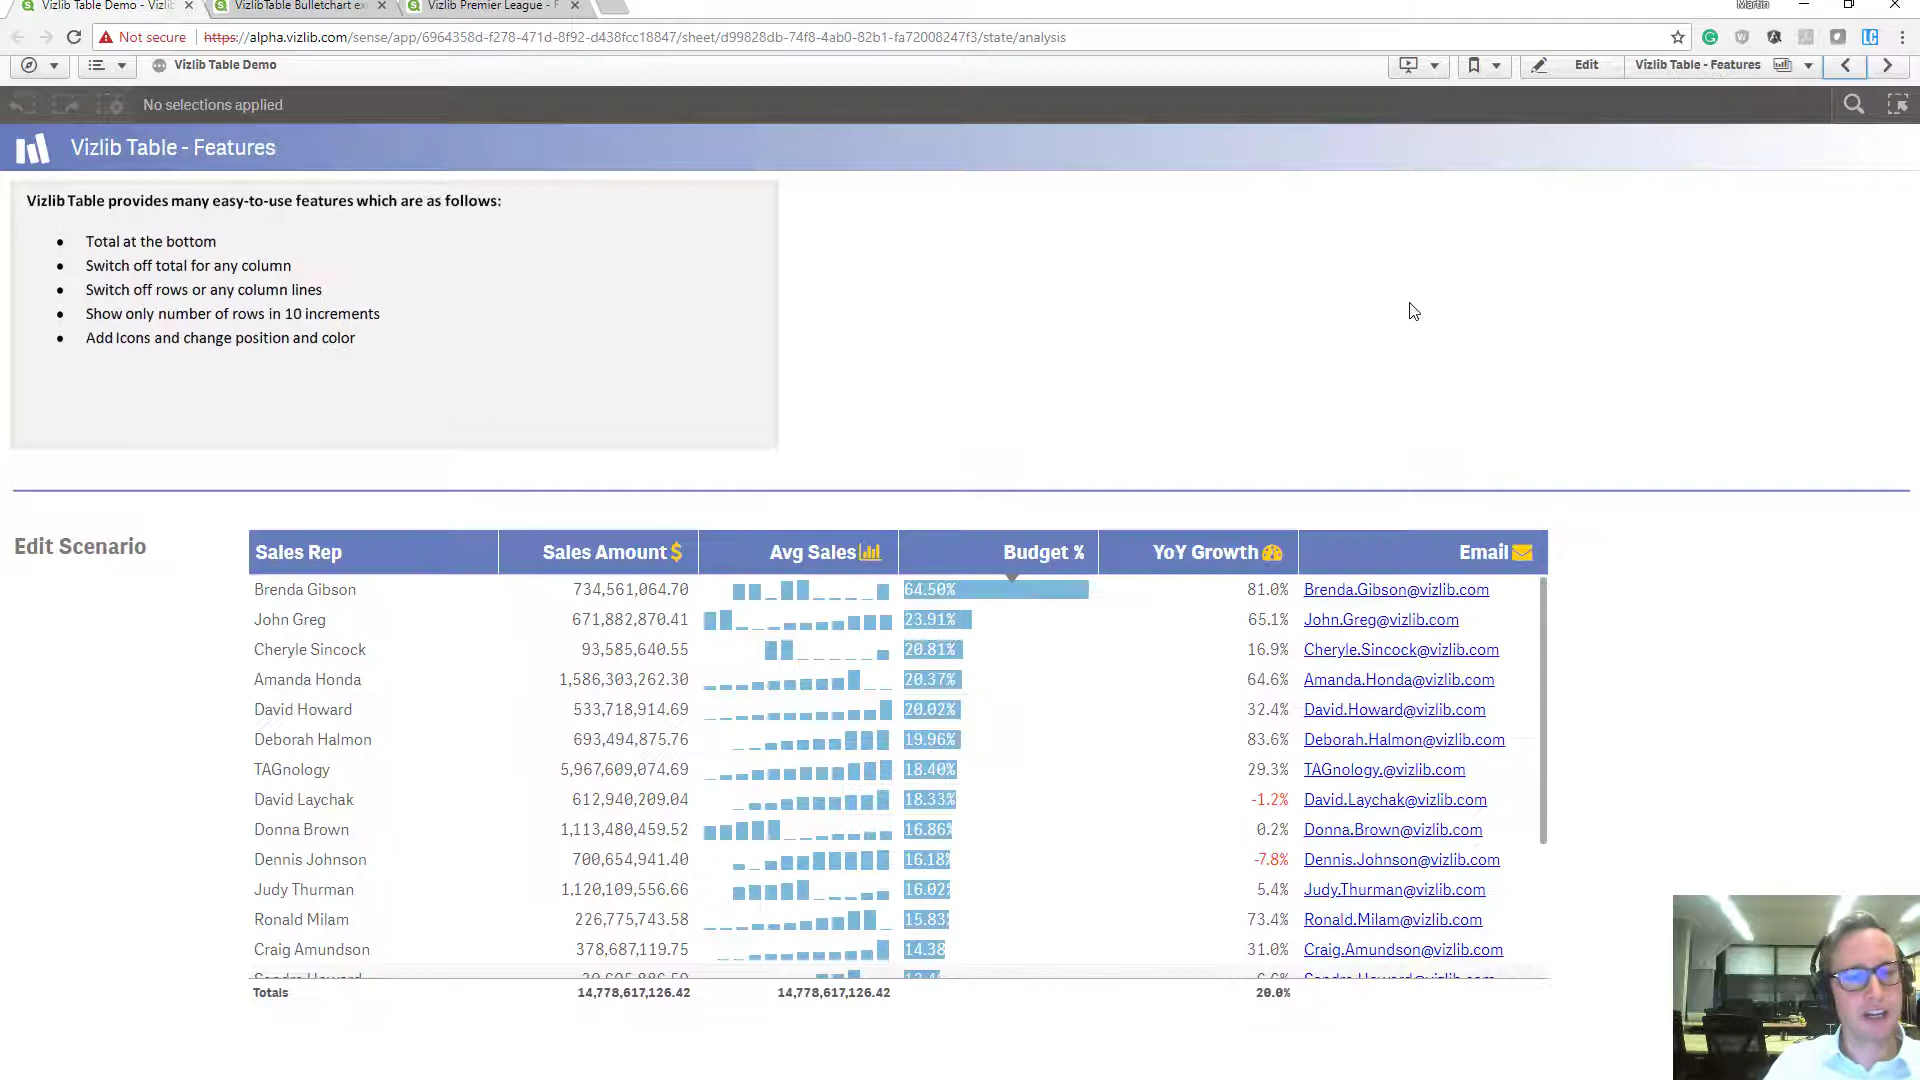 Vizlib Table Demo - Vizli
VizlibTable Bulletchart ex
Vizlib Premier League - F
Martin
Not secure
https://alpha.vizlib.com/sense/app/6964358d-f278-471d-8f92-d438fcc18847/sheet/d99828db-74f8-4ab0-82b1-fa72008247f3/state/analysis
Vizlib Table Demo
Edit
Vizlib Table - Features
No selections applied
Vizlib Table - Features
Vizlib Table provides many easy-to-use features which are as follows:
• Total at the bottom
• Switch off total for any column
• Switch off rows or any column lines
• Show only number of rows in 10 increments
• Add Icons and change position and color
Edit Scenario
Sales Rep Sales Amount $ Avg Sales Budget % YoY Growth Email
Brenda Gibson 734,561,064.70 64.50% 81.0% Brenda.Gibson@vizlib.com
John Greg 671,882,870.41 23.91% 65.1% John.Greg@vizlib.com
Cheryle Sincock 93,585,640.55 20.81% 16.9% Cheryle.Sincock@vizlib.com
Amanda Honda 1,586,303,262.30 20.37% 64.6% Amanda.Honda@vizlib.com
David Howard 533,718,914.69 20.02% 32.4% David.Howard@vizlib.com
Deborah Halmon 693,494,875.76 19.96% 83.6% Deborah.Halmon@vizlib.com
TAGnology 5,967,609,074.69 18.40% 29.3% TAGnology.@vizlib.com
David Laychak 612,940,209.04 18.33% -1.2% David.Laychak@vizlib.com
Donna Brown 1,113,480,459.52 16.86% 0.2% Donna.Brown@vizlib.com
Dennis Johnson 700,654,941.40 16.18% -7.8% Dennis.Johnson@vizlib.com
Judy Thurman 1,120,109,556.66 16.02% 5.4% Judy.Thurman@vizlib.com
Ronald Milam 226,775,743.58 15.83 73.4% Ronald.Milam@vizlib.com
Craig Amundson 378,687,119.75 14.38 31.0% Craig.Amundson@vizlib.com
Totals 14,778,617,126.42 14,778,617,126.42 20.0%